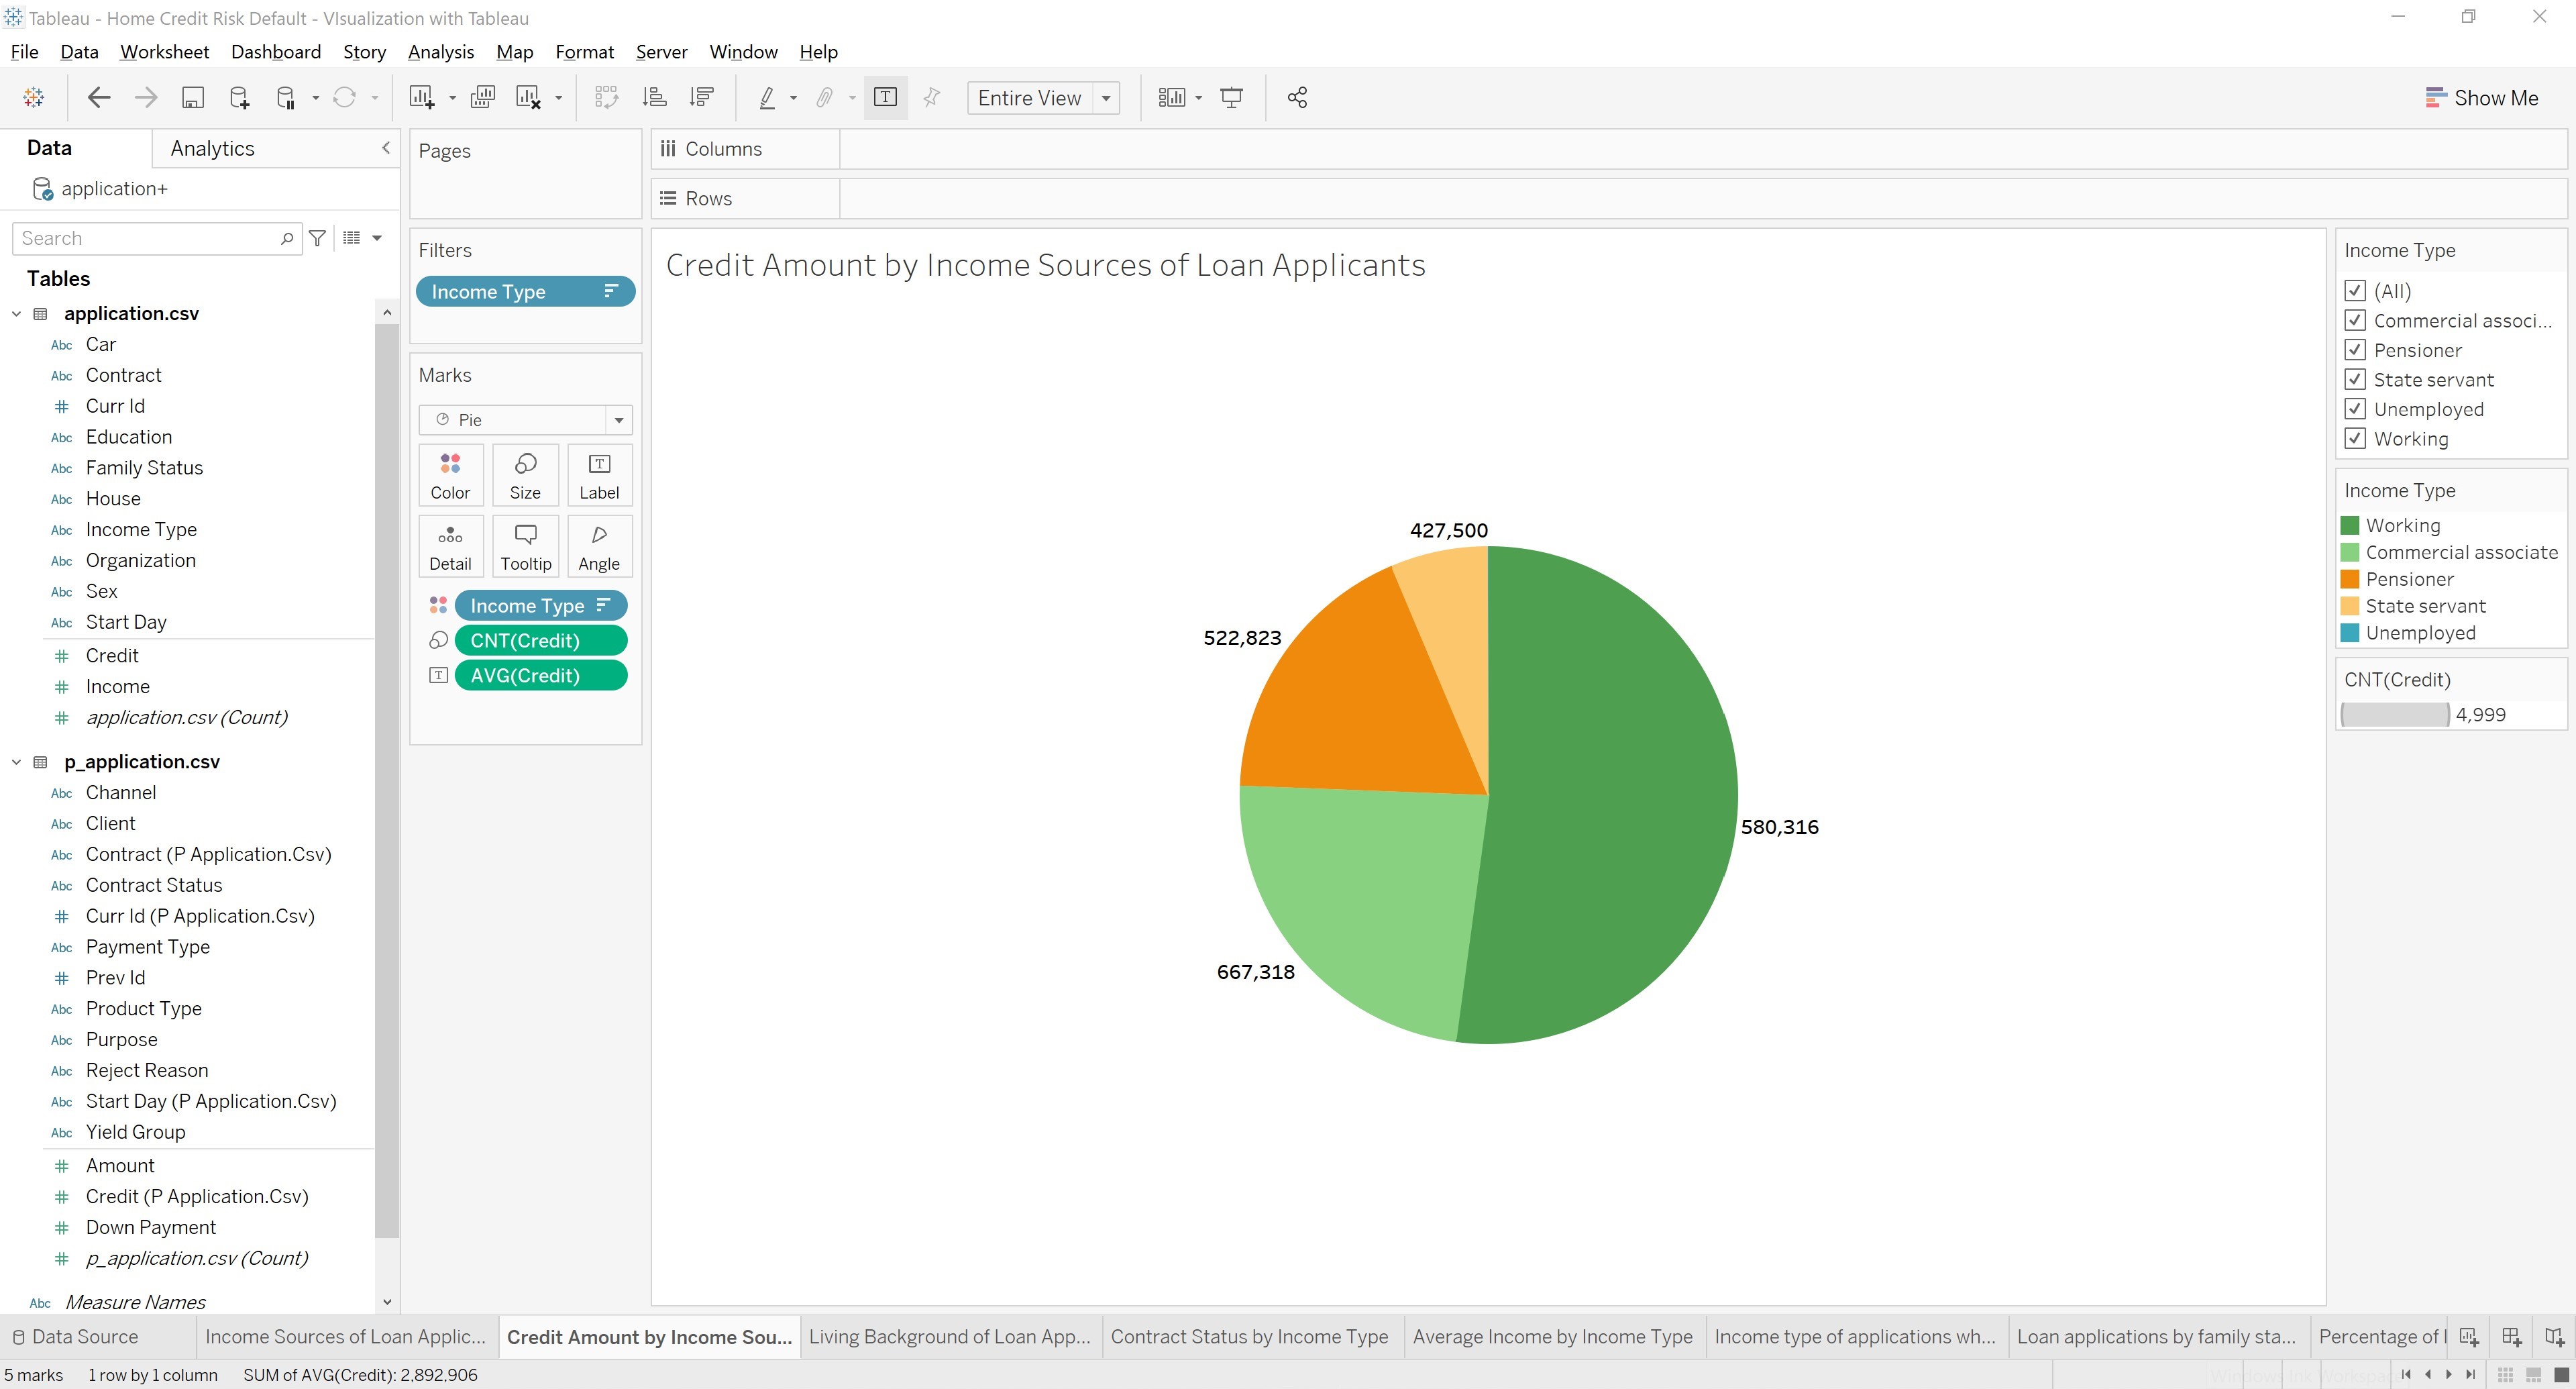 Tableau - Home Credit Risk Default - VIsualization with Tableau
File Data Worksheet Dashboard Story Analysis Map Format Server Window Help
Entire View
Show Me
Data Analytics
application+
Search
Tables
application.csv
Abc Car
Abc Contract
# Curr Id
Abc Education
Abc Family Status
Abc House
Abc Income Type
Abc Organization
Abc Sex
Abc Start Day
# Credit
# Income
# application.csv (Count)
p_application.csv
Abc Channel
Abc Client
Abc Contract (P Application.Csv)
Abc Contract Status
# Curr Id (P Application.Csv)
Abc Payment Type
# Prev Id
Abc Product Type
Abc Purpose
Abc Reject Reason
Abc Start Day (P Application.Csv)
Abc Yield Group
# Amount
# Credit (P Application.Csv)
# Down Payment
# p_application.csv (Count)
Abc Measure Names
Pages
Filters
Income Type
Marks
Pie
Color Size Label
Detail Tooltip Angle
Income Type
CNT(Credit)
AVG(Credit)
Columns
Rows
Credit Amount by Income Sources of Loan Applicants
427,500
522,823
580,316
667,318
Income Type
(All)
Commercial associ...
Pensioner
State servant
Unemployed
Working
Income Type
Working
Commercial associate
Pensioner
State servant
Unemployed
CNT(Credit)
4,999
Data Source Income Sources of Loan Applic... Credit Amount by Income Sou... Living Background of Loan App... Contract Status by Income Type Average Income by Income Type Income type of applications wh... Loan applications by family sta... Percentage of
5 marks 1 row by 1 column SUM of AVG(Credit): 2,892,906